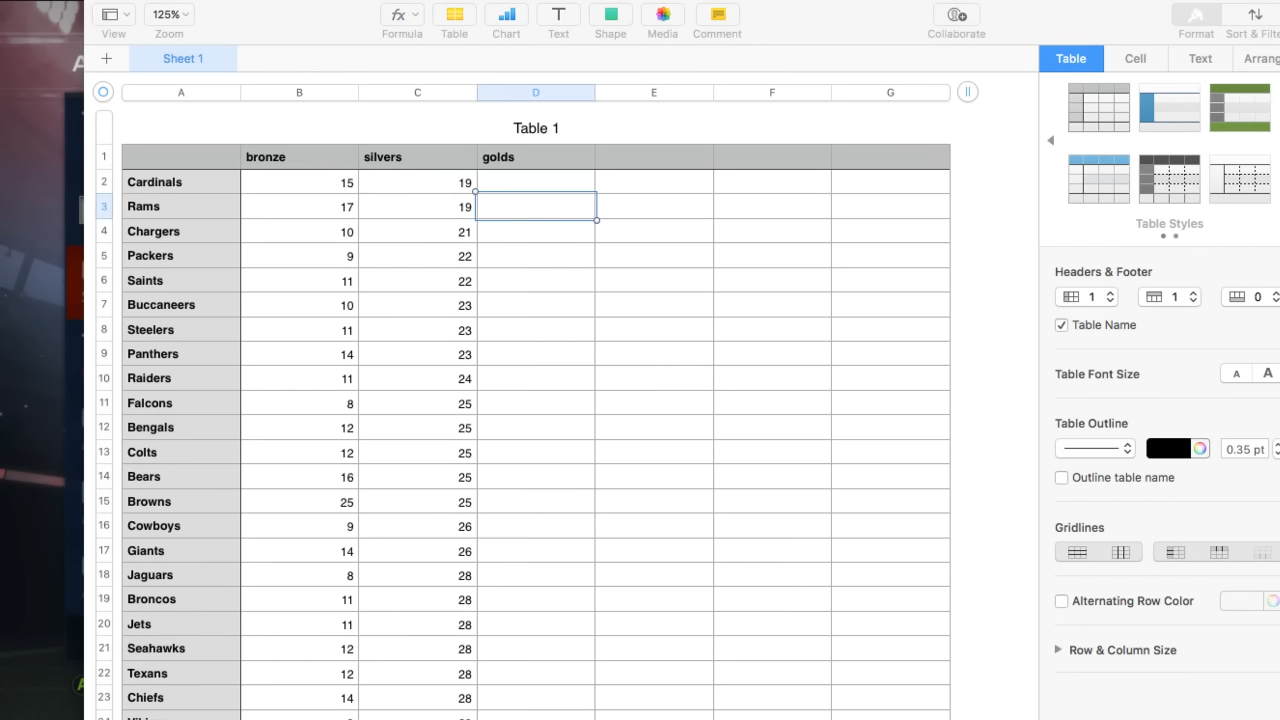 125%
View
Zoom
Formula
Table
Chart
Text
Shape
Media
Comment
Collaborate
Format
Sheet 1
Table
Cell
Text
A B C D E F G
Table 1
1 bronze silvers golds
2 Cardinals 15 19
3 Rams 17 19
4 Chargers 10 21
5 Packers 9 22
6 Saints 11 22
7 Buccaneers 10 23
8 Steelers 11 23
9 Panthers 14 23
10 Raiders 11 24
11 Falcons 8 25
12 Bengals 12 25
13 Colts 12 25
14 Bears 16 25
15 Browns 25 25
16 Cowboys 9 26
17 Giants 14 26
18 Jaguars 8 28
19 Broncos 11 28
20 Jets 11 28
21 Seahawks 12 28
22 Texans 12 28
23 Chiefs 14 28
Table Styles
Headers & Footer
1 1 0
Table Name
Table Font Size
A A
Table Outline
0.35 pt
Outline table name
Gridlines
Alternating Row Color
Row & Column Size